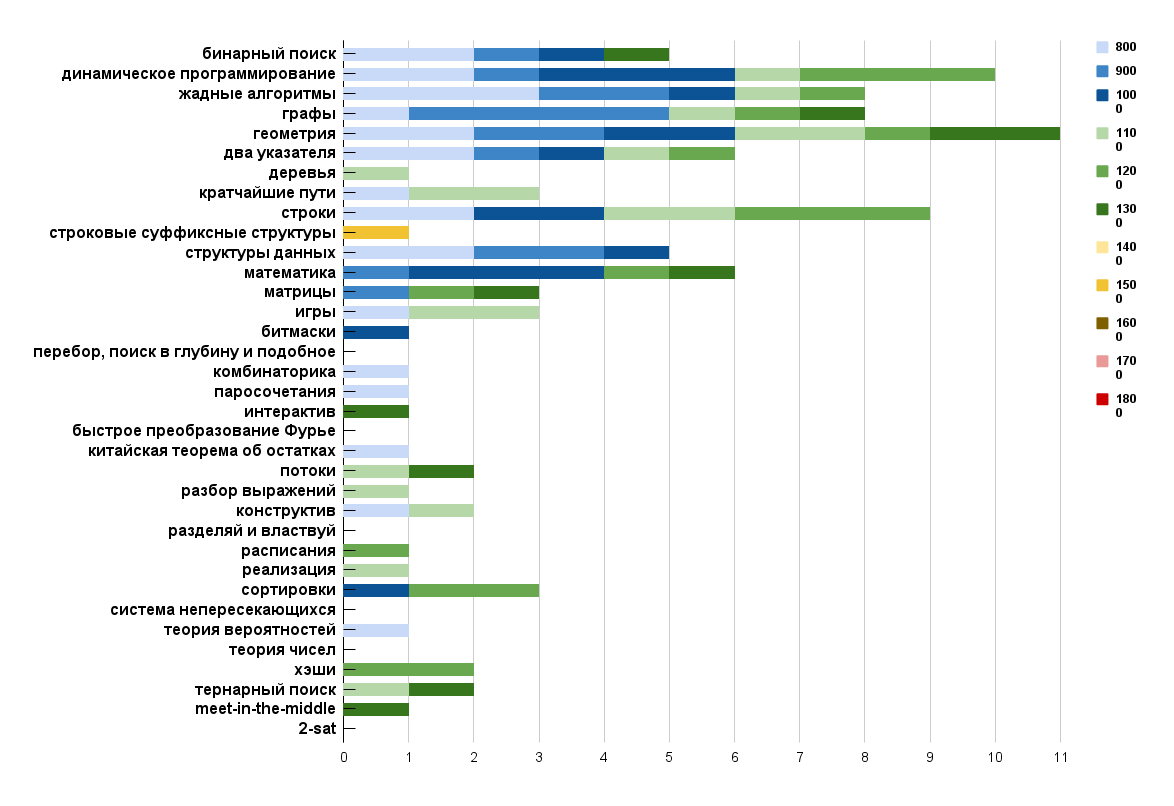 бинарный поиск
динамическое программирование
жадные алгоритмы
графы
геометрия
два указателя
деревья
кратчайшие пути
строки
строковые суффиксные структуры
структуры данных
математика
матрицы
игры
битмаски
перебор, поиск в глубину и подобное
комбинаторика
паросочетания
интерактив
быстрое преобразование Фурье
китайская теорема об остатках
потоки
разбор выражений
конструктив
разделяй и властвуй
расписания
реализация
сортировки
система непересекающихся
теория вероятностей
теория чисел
хэши
тернарный поиск
meet-in-the-middle
2-sat
0 1 2 3 4 5 6 7 8 9 10 11
800
900
100
0
110
0
120
0
130
0
140
0
150
0
160
0
170
0
180
0